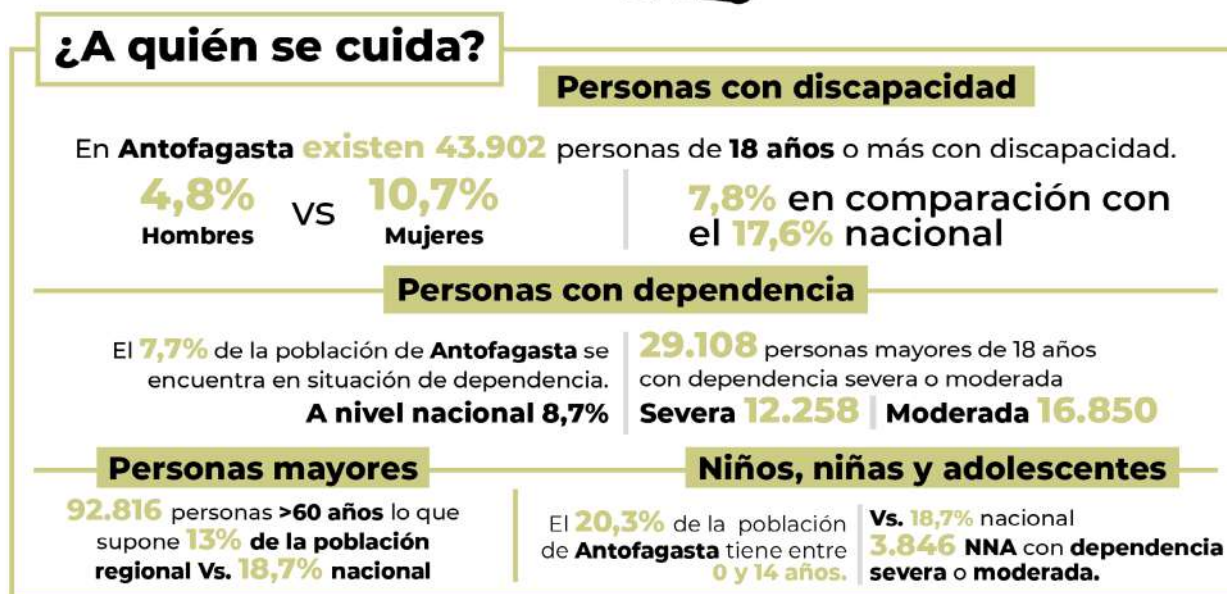 ¿A quién se cuida?
Personas con discapacidad
En Antofagasta existen 43.902 personas de 18 años o más con discapacidad.
4,8%
Hombres
vs
10,7%
Mujeres
7,8% en comparación con
el 17,6% nacional
Personas con dependencia
El 7,7% de la población de Antofagasta se
encuentra en situación de dependencia.
A nivel nacional 8,7%
29.108 personas mayores de 18 años
con dependencia severa o moderada
Severa 12.258 | Moderada 16.850
Personas mayores
92.816 personas >60 años lo que
supone 13% de la población
regional Vs. 18,7% nacional
Niños, niñas y adolescentes
El 20,3% de la población
de Antofagasta tiene entre
0 y 14 años.
Vs. 18,7% nacional
3.846 NNA con dependencia
severa o moderada.